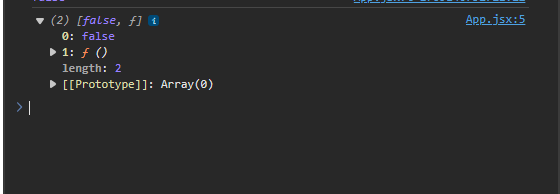 (2) [false, ƒ] i App.jsx:5
0: false
1: ƒ ()
length: 2
[[Prototype]]: Array(0)